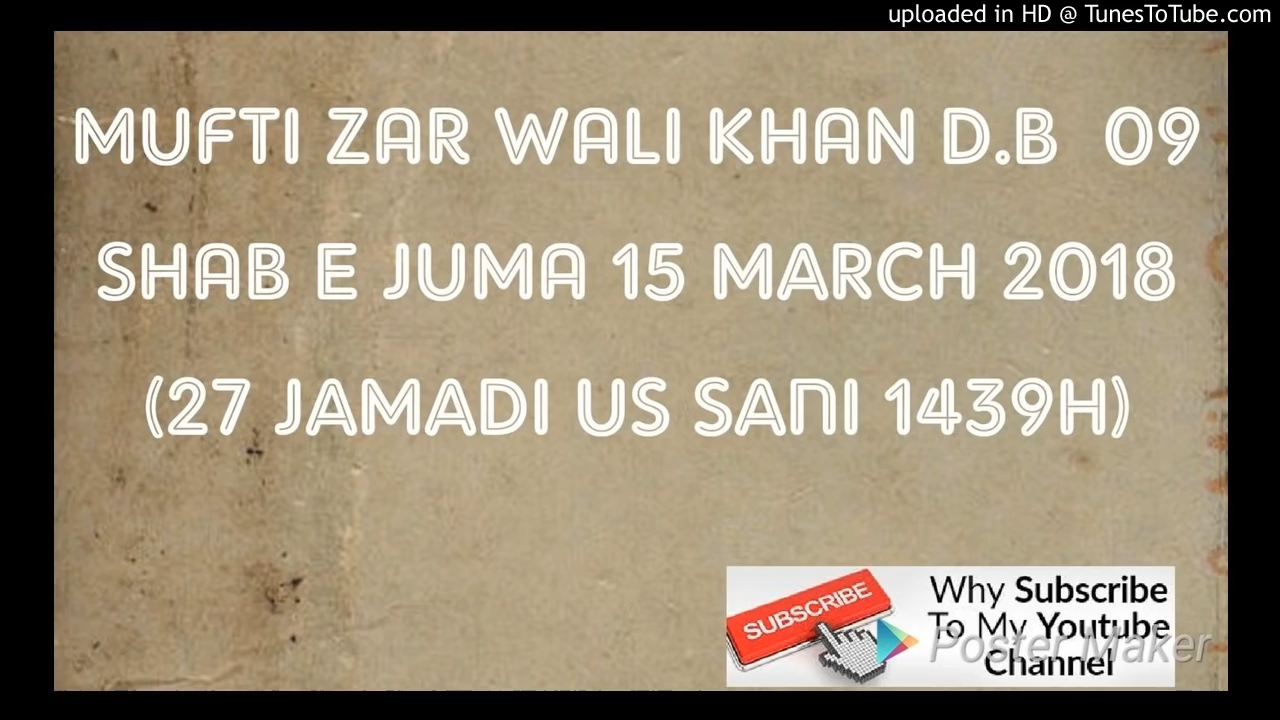 uploaded in HD @ TunesToTube.com
MUFTI ZAR WALI KHAN D.B 09
SHAB E JUMA 15 MARCH 2018
(27 JAMADI US SANI 1439H)
SUBSCRIBE
Why Subscribe
To My Youtube
Channel
Poster Maker